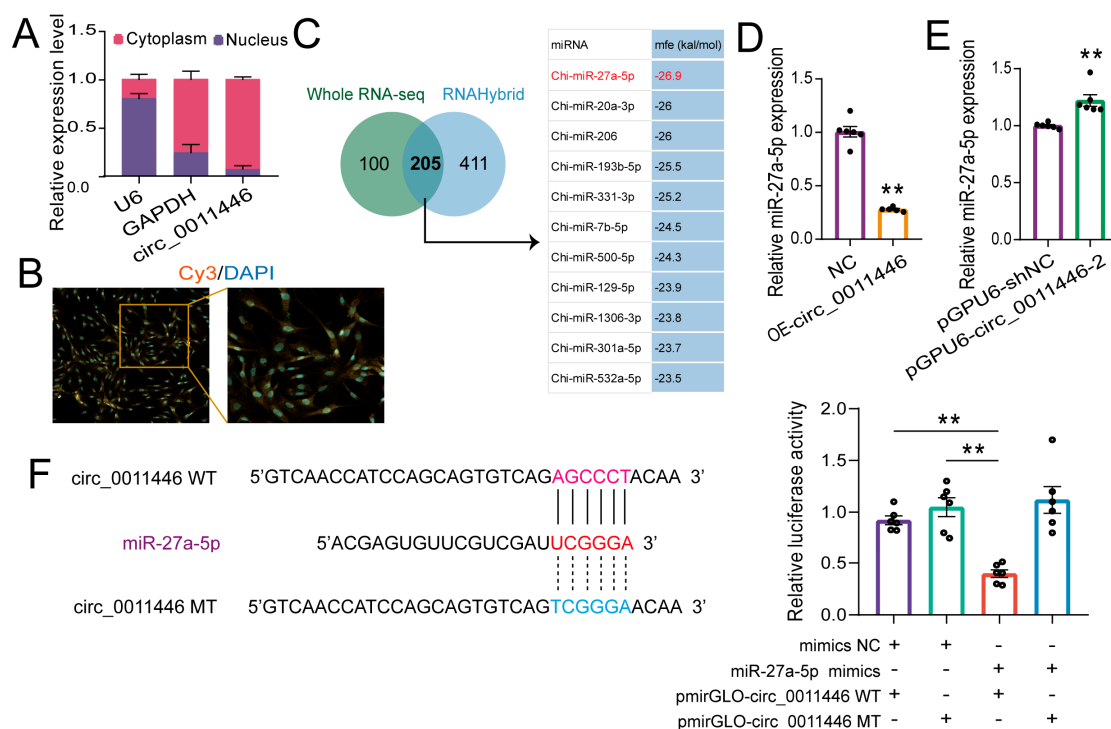 A
Relative expression level
1.5
1.0
0.5
0.0
Cytoplasm Nucleus
U6
GAPDH
circ_0011446
B
Cy3/DAPI
C
Whole RNA-seq
RNAHybrid
100 205 411
miRNA mfe (kal/mol)
Chi-miR-27a-5p -26.9
Chi-miR-20a-3p -26
Chi-miR-206 -26
Chi-miR-193b-5p -25.5
Chi-miR-331-3p -25.2
Chi-miR-7b-5p -24.5
Chi-miR-500-5p -24.3
Chi-miR-129-5p -23.9
Chi-miR-1306-3p -23.8
Chi-miR-301a-5p -23.7
Chi-miR-532a-5p -23.5
D
Relative miR-27a-5p expression
1.5
1.0
0.5
0.0
**
NC
OE-circ_0011446
E
Relative miR-27a-5p expression
1.5
1.0
0.5
0.0
**
pGPU6-shNC
pGPU6-circ_0011446-2
F
circ_0011446 WT 5'GTCAACCATCCAGCAGTGTCAGAGCCCTACAA 3'
miR-27a-5p 5'ACGAGUGUUCGUCGAUUCGGGA 3'
circ_0011446 MT 5'GTCAACCATCCAGCAGTGTCAGTCGGGAACAA 3'
Relative luciferase activity
2.0
1.5
1.0
0.5
0.0
**
**
mimics NC + + - -
miR-27a-5p mimics - - + +
pmirGLO-circ_0011446 WT + - + -
pmirGLO-circ 0011446 MT - + - +